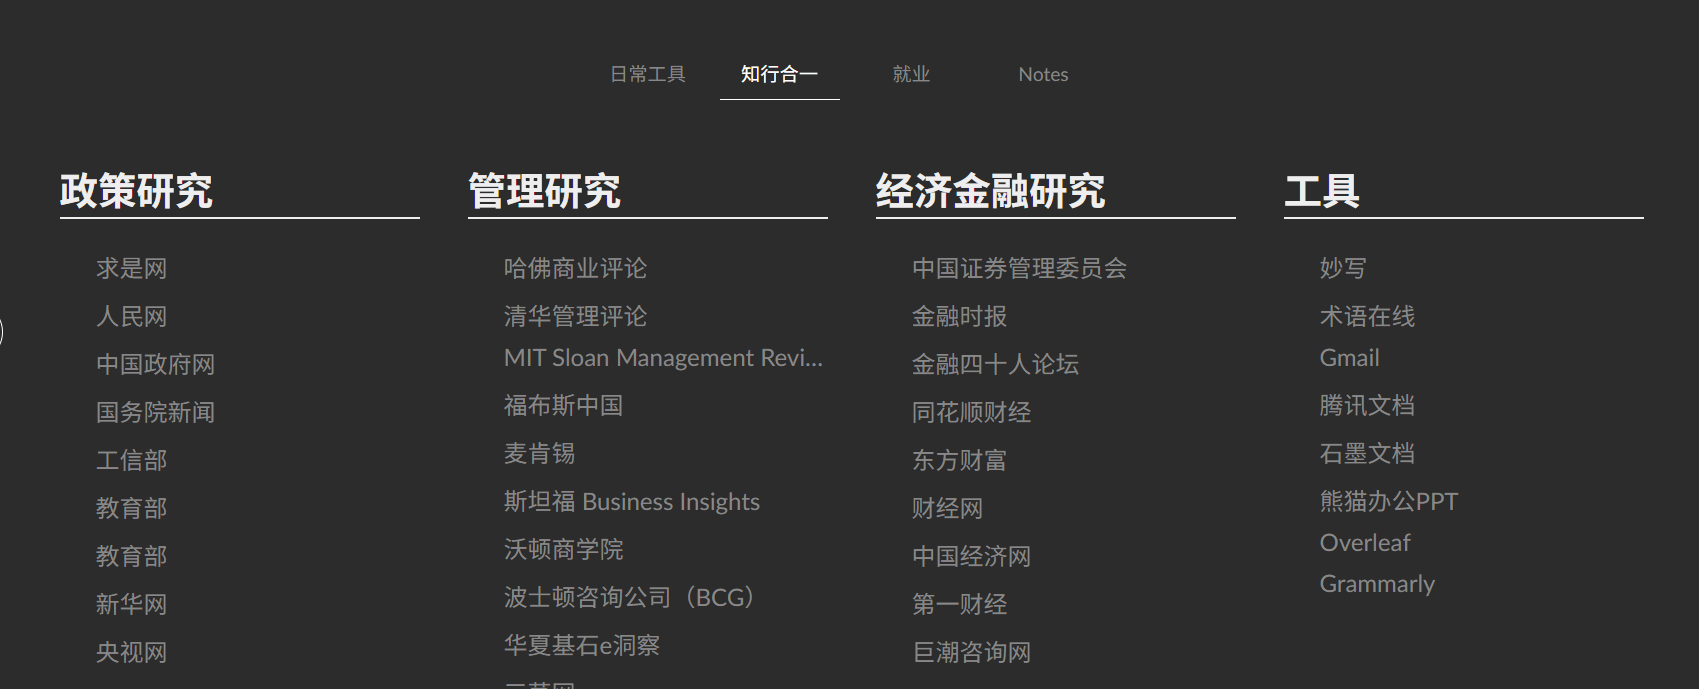 日常工具
知行合一
就业
Notes
政策研究
求是网
人民网
中国政府网
国务院新闻
工信部
教育部
教育部
新华网
央视网
管理研究
哈佛商业评论
清华管理评论
MIT Sloan Management Revi...
福布斯中国
麦肯锡
斯坦福 Business Insights
沃顿商学院
波士顿咨询公司（BCG）
华夏基石e洞察
经济金融研究
中国证券管理委员会
金融时报
金融四十人论坛
同花顺财经
东方财富
财经网
中国经济网
第一财经
巨潮咨询网
工具
妙写
术语在线
Gmail
腾讯文档
石墨文档
熊猫办公PPT
Overleaf
Grammarly